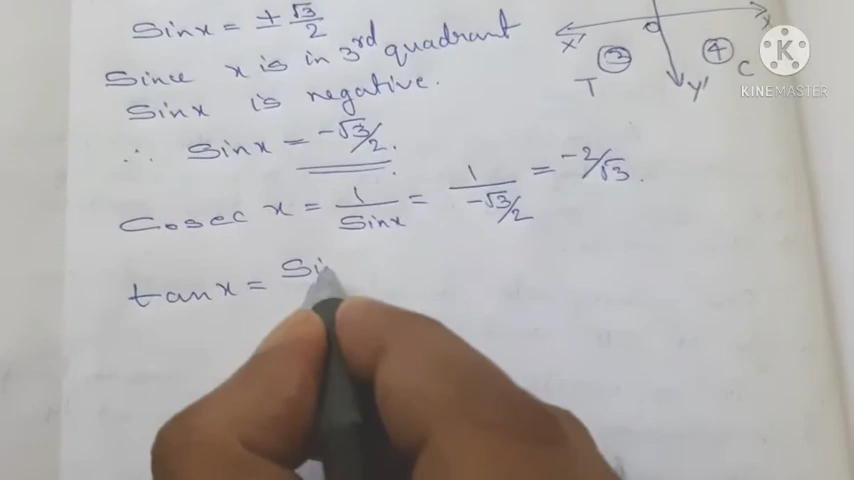 Sinx = ± √3/2
Since x is in 3rd quadrant
Sinx is negative.
∴ Sinx = -√3/2.
Cosec x = 1/Sinx = 1/(-√3/2) = -2/√3.
tanx = Si
X' O X
3 4
T C
Y'
K
KINEMASTER